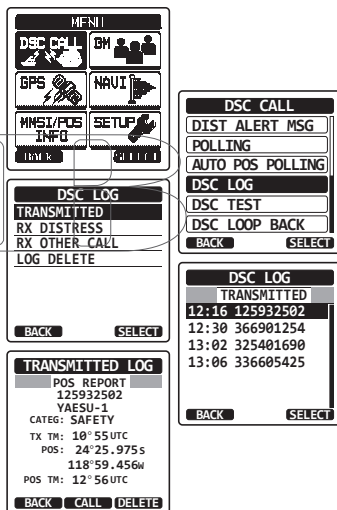 MENU
DSC CALL
GM
GPS
NAVI
MMSI/POS
INFO
SETUP
BACK
SELECT
DSC CALL
DIST ALERT MSG
POLLING
AUTO POS POLLING
DSC LOG
DSC TEST
DSC LOOP BACK
BACK SELECT
DSC LOG
TRANSMITTED
RX DISTRESS
RX OTHER CALL
LOG DELETE
BACK SELECT
DSC LOG
TRANSMITTED
12:16 125932502
12:30 366901254
13:02 325401690
13:06 336605425
BACK SELECT
TRANSMITTED LOG
POS REPORT
125932502
YAESU-1
CATEG: SAFETY
TX TM: 10°55UTC
POS: 24°25.975s
118°59.456w
POS TM: 12°56UTC
BACK CALL DELETE